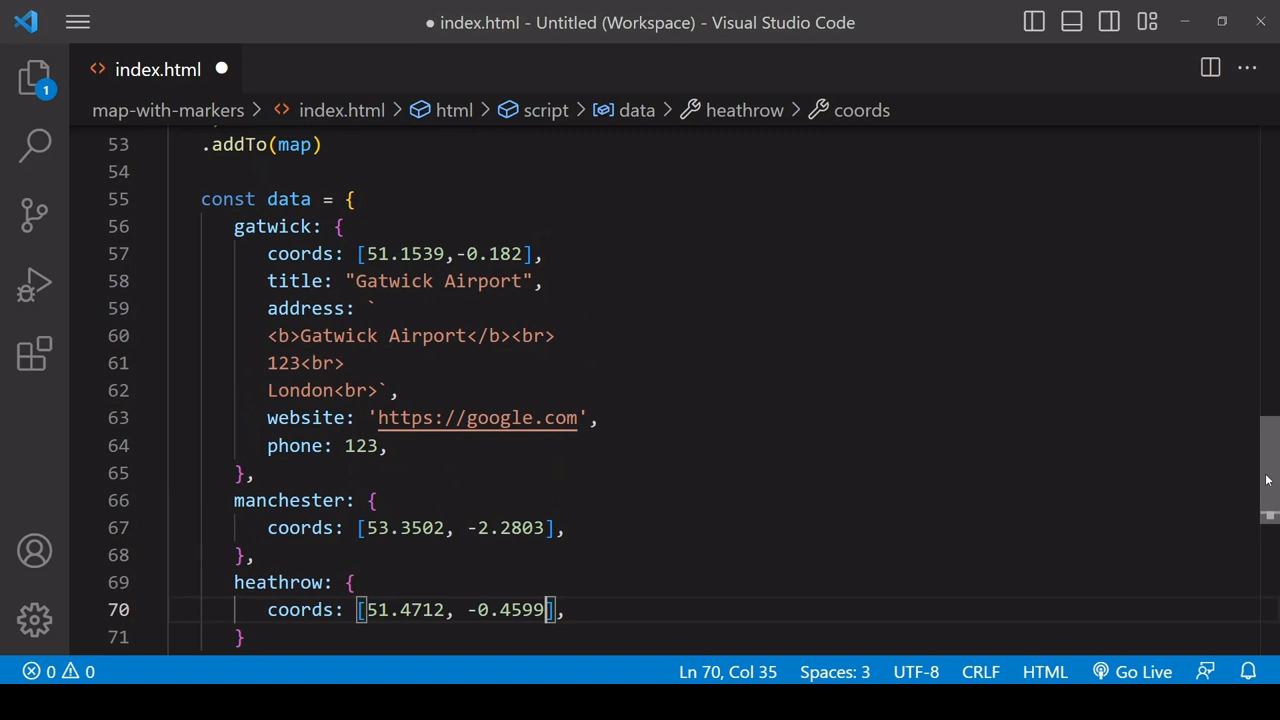 ● index.html - Untitled (Workspace) - Visual Studio Code
index.html
1
map-with-markers > index.html > html > script > data > heathrow > coords
53 .addTo(map)
54
55 const data = {
56 gatwick: {
57 coords: [51.1539,-0.182],
58 title: "Gatwick Airport",
59 address: `
60 <b>Gatwick Airport</b><br>
61 123<br>
62 London<br>`,
63 website: 'https://google.com',
64 phone: 123,
65 },
66 manchester: {
67 coords: [53.3502, -2.2803],
68 },
69 heathrow: {
70 coords: [51.4712, -0.4599],
71 }
0 0 Ln 70, Col 35 Spaces: 3 UTF-8 CRLF HTML Go Live